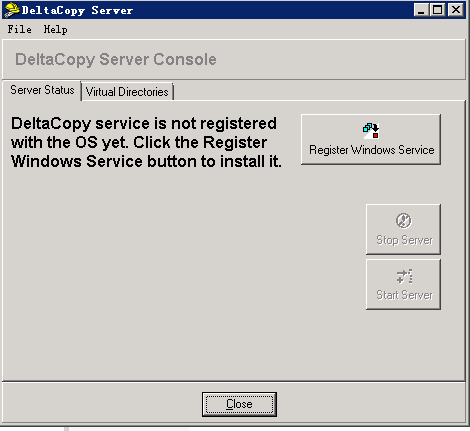 DeltaCopy Server
File Help
DeltaCopy Server Console
Server Status Virtual Directories
DeltaCopy service is not registered
with the OS yet. Click the Register
Windows Service button to install it.
Register Windows Service
Stop Server
Start Server
Close